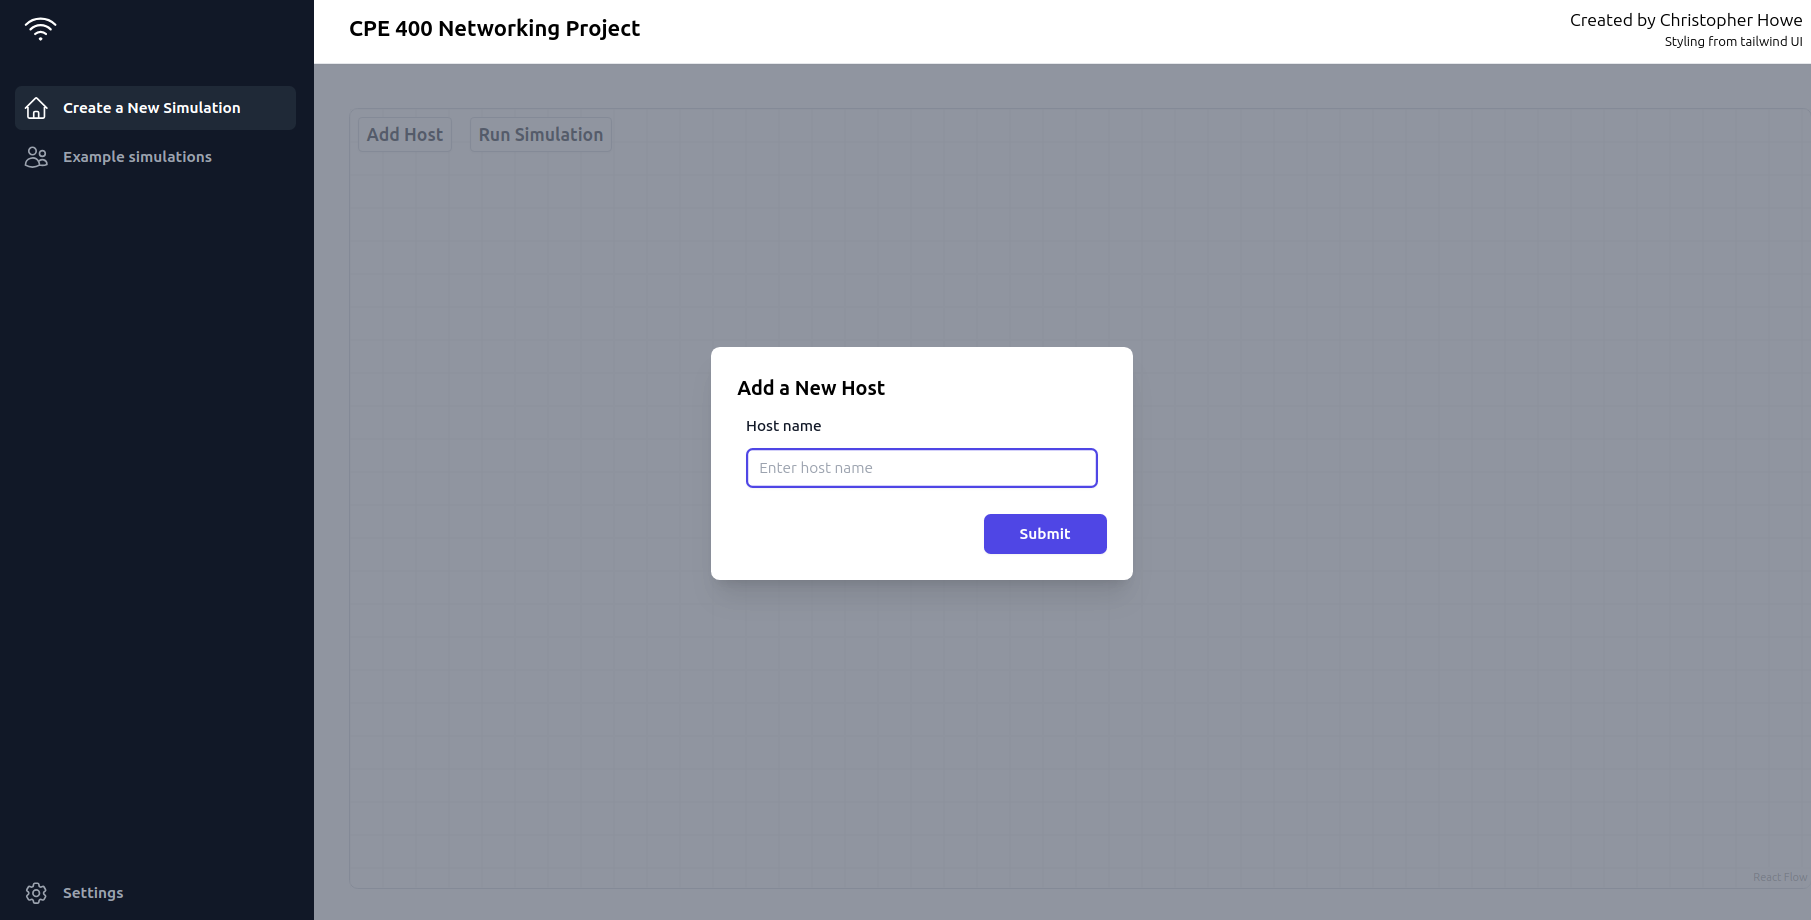 CPE 400 Networking Project
Created by Christopher Howe
Styling from tailwind UI
Create a New Simulation
Example simulations
Settings
Add Host
Run Simulation
Add a New Host
Host name
Enter host name
Submit
React Flow